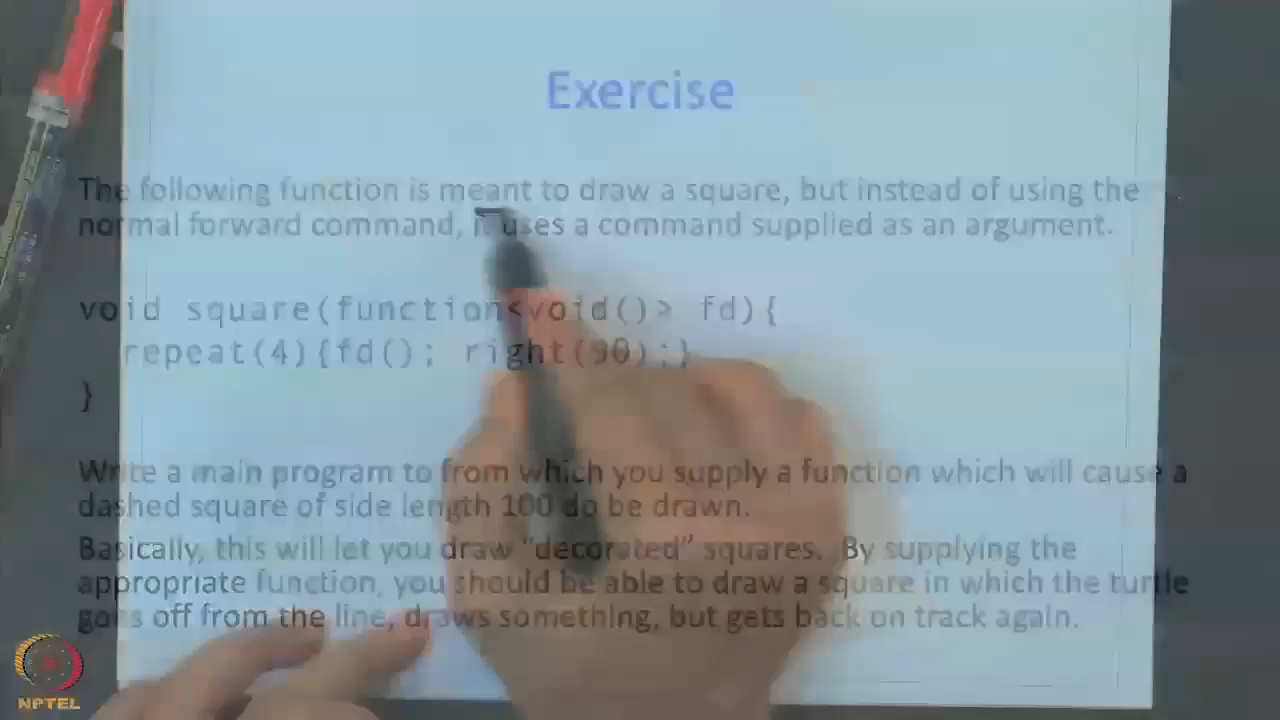 Exercise
The following function is meant to draw a square, but instead of using the
normal forward command, it uses a command supplied as an argument.
void square(function<void()> fd){
repeat(4){fd(); right(90);}
}
Write a main program to from which you supply a function which will cause a
dashed square of side length 100 do be drawn.
Basically, this will let you draw "decorated" squares. By supplying the
appropriate function, you should be able to draw a square in which the turtle
goes off from the line, draws something, but gets back on track again.
NPTEL